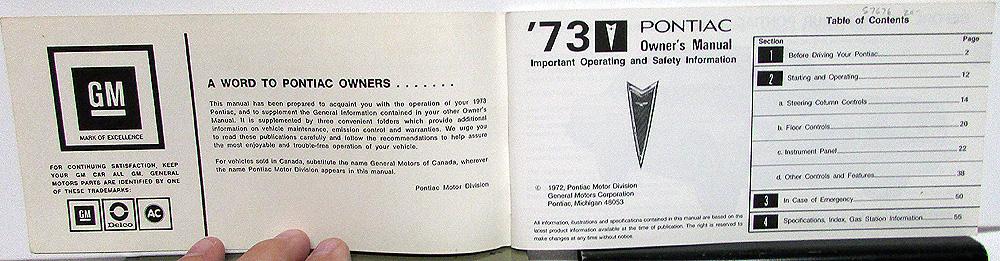 GM
MARK OF EXCELLENCE
FOR CONTINUING SATISFACTION, KEEP
YOUR GM CAR ALL GM. GENERAL
MOTORS PARTS ARE IDENTIFIED BY ONE
OF THESE TRADEMARKS:
GM
Delco
AC
A WORD TO PONTIAC OWNERS . . . . . . .
This manual has been prepared to acquaint you with the operation of your 1973
Pontiac, and to supplement the General Information contained in your other Owner's
Manual. It is supplemented by three convenient folders which provide additional
information on vehicle maintenance, emission control and warranties. We urge you
to read these publications carefully and follow the recommendations to help assure
the most enjoyable and trouble-free operation of your vehicle.
For vehicles sold in Canada, substitute the name General Motors of Canada, wherever
the name Pontiac Motor Division appears in this manual.
Pontiac Motor Division
'73 PONTIAC
Owner's Manual
Important Operating and Safety Information
© 1972, Pontiac Motor Division
General Motors Corporation
Pontiac, Michigan 48053
All information, illustrations and specifications contained in this manual are based on the
latest product information available at the time of publication. The right is reserved to
make changes at any time without notice.
57676 20-
Table of Contents
Section Page
1 Before Driving Your Pontiac 2
2 Starting and Operating 12
a. Steering Column Controls 14
b. Floor Controls 20
c. Instrument Panel 22
d. Other Controls and Features 38
3 In Case of Emergency 50
4 Specifications, Index, Gas Station Information 55